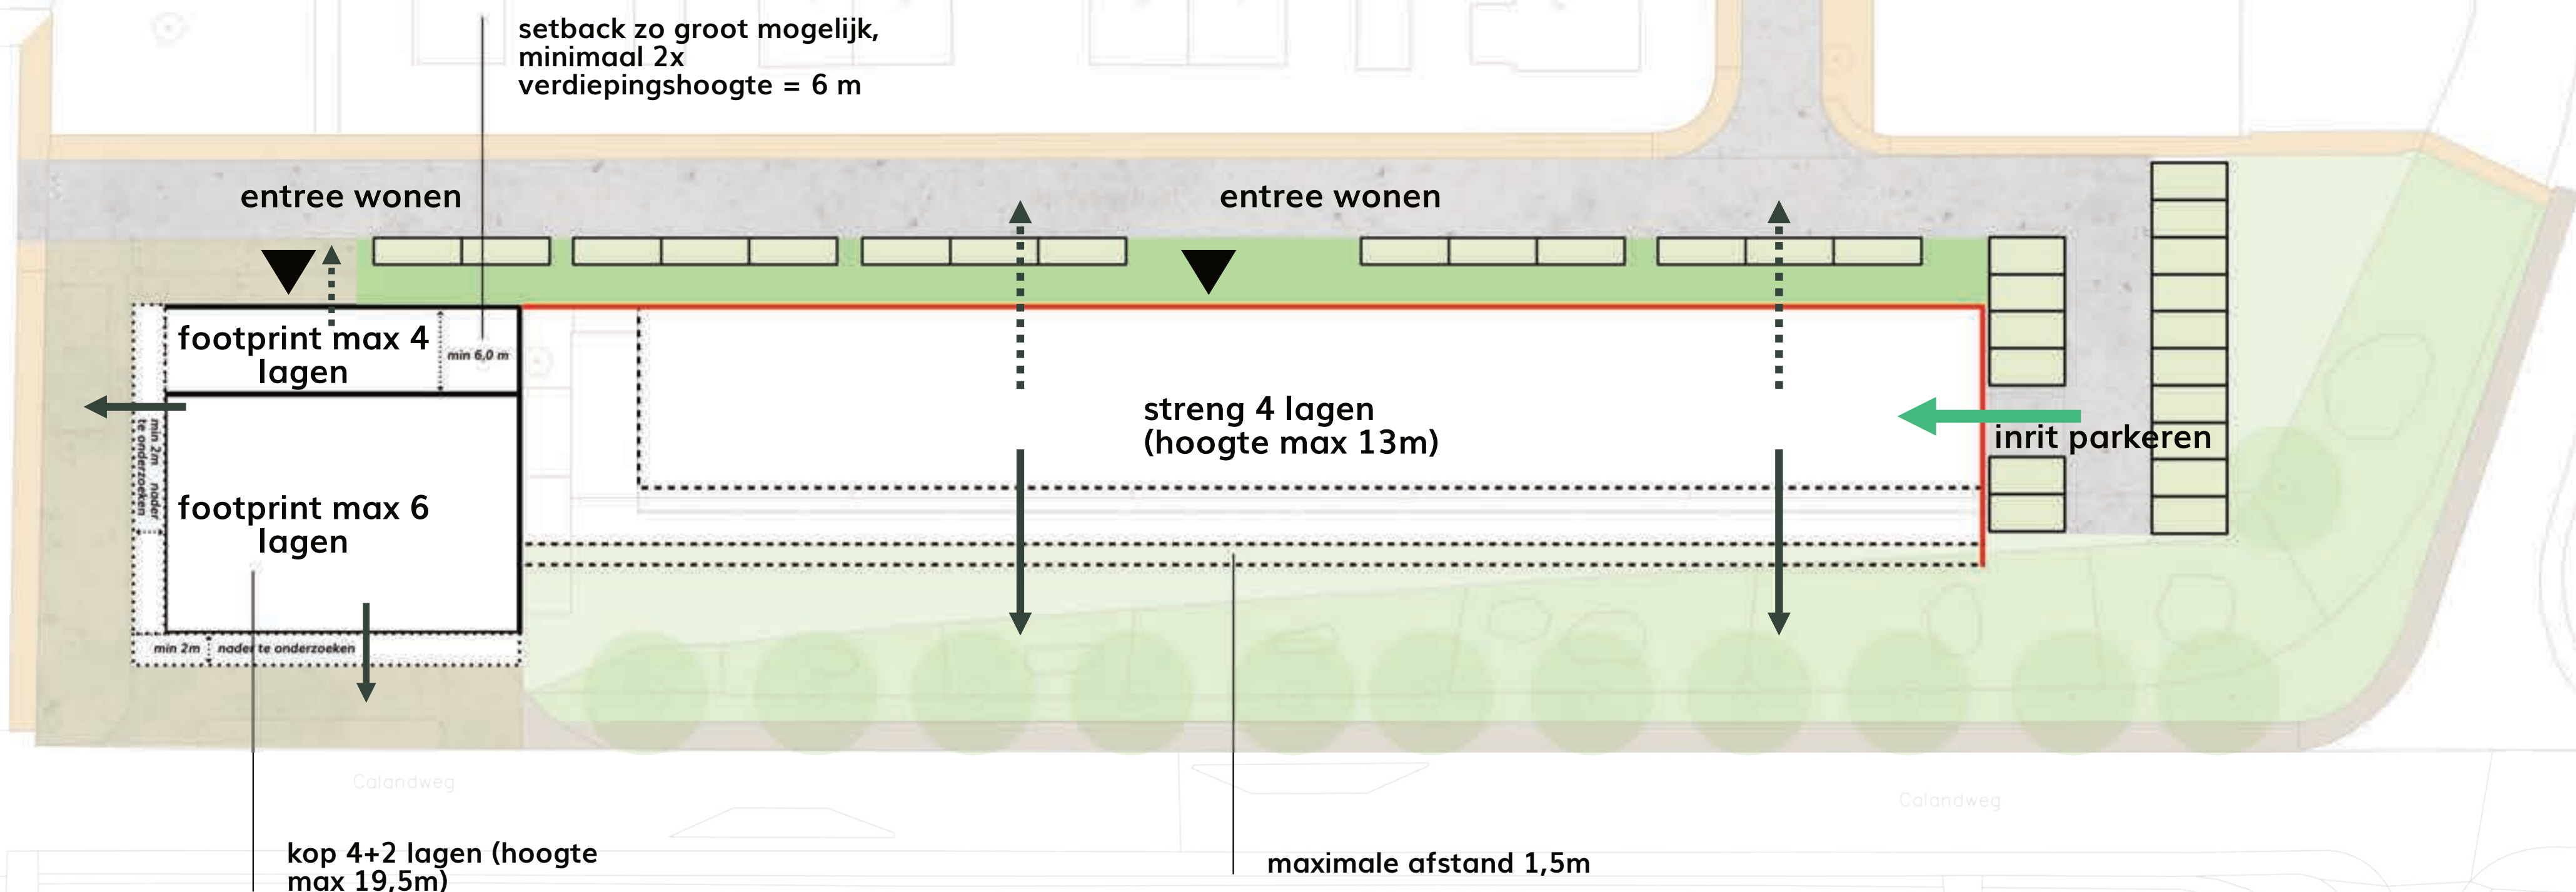 setback zo groot mogelijk,
minimaal 2x
verdiepingshoogte = 6 m
entree wonen
entree wonen
footprint max 4
lagen
min 6,0 m
streng 4 lagen
(hoogte max 13m)
inrit parkeren
min 2m nader
te onderzoeken
footprint max 6
lagen
min 2m nader te onderzoeken
Calandweg
Calandweg
kop 4+2 lagen (hoogte
max 19,5m)
maximale afstand 1,5m